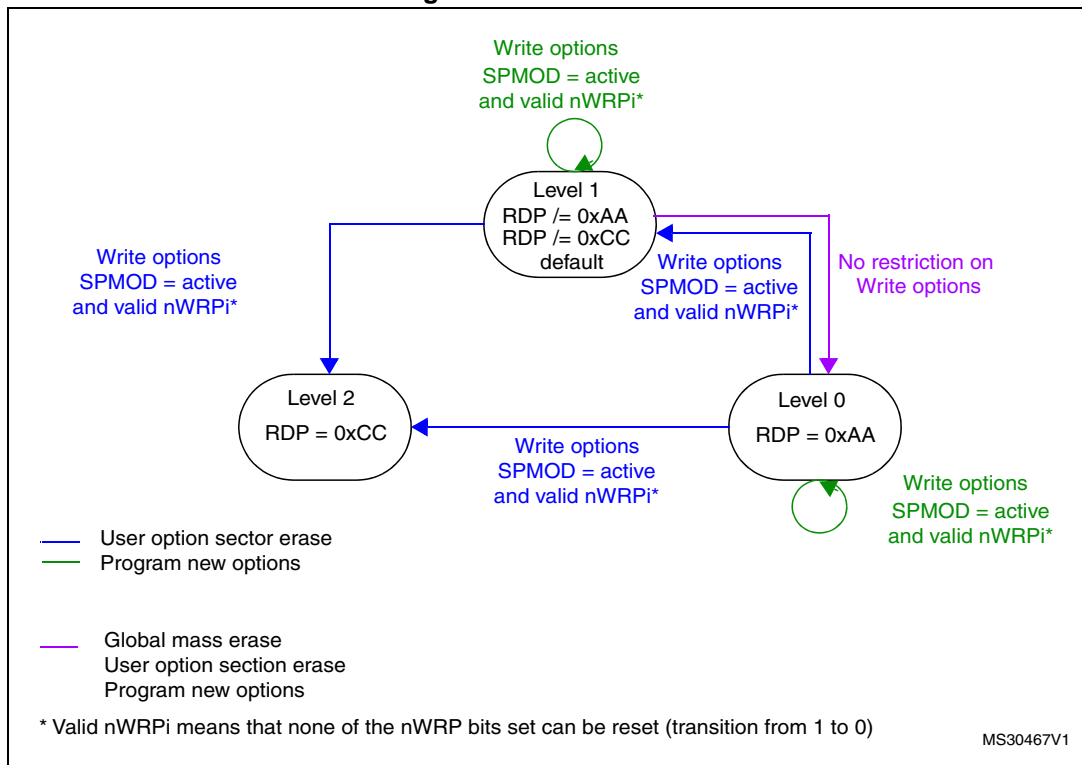 Write options
SPMOD = active
and valid nWRPi*
Level 1
RDP /= 0xAA
RDP /= 0xCC
default
Write options
SPMOD = active
and valid nWRPi*
Write options
SPMOD = active
and valid nWRPi*
No restriction on
Write options
Level 2
RDP = 0xCC
Level 0
RDP = 0xAA
Write options
SPMOD = active
and valid nWRPi*
Write options
SPMOD = active
and valid nWRPi*
User option sector erase
Program new options
Global mass erase
User option section erase
Program new options
* Valid nWRPi means that none of the nWRP bits set can be reset (transition from 1 to 0)
MS30467V1